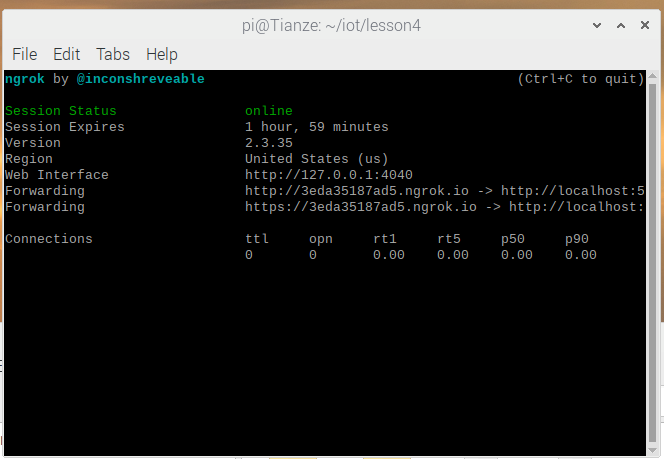 pi@Tianze: ~/iot/lesson4
File Edit Tabs Help
ngrok by @inconshreveable (Ctrl+C to quit)
Session Status online
Session Expires 1 hour, 59 minutes
Version 2.3.35
Region United States (us)
Web Interface http://127.0.0.1:4040
Forwarding http://3eda35187ad5.ngrok.io -> http://localhost:5
Forwarding https://3eda35187ad5.ngrok.io -> http://localhost:
Connections ttl opn rt1 rt5 p50 p90
0 0 0.00 0.00 0.00 0.00